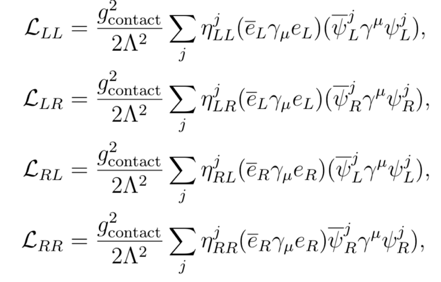 $\mathcal{L}_{LL} = \frac{g^2_{\text{contact}}}{2\Lambda^2} \sum_j \eta^j_{LL} (\overline{e}_L \gamma_\mu e_L)(\overline{\psi}^j_L \gamma^\mu \psi^j_L),$
$\mathcal{L}_{LR} = \frac{g^2_{\text{contact}}}{2\Lambda^2} \sum_j \eta^j_{LR} (\overline{e}_L \gamma_\mu e_L)(\overline{\psi}^j_R \gamma^\mu \psi^j_R),$
$\mathcal{L}_{RL} = \frac{g^2_{\text{contact}}}{2\Lambda^2} \sum_j \eta^j_{RL} (\overline{e}_R \gamma_\mu e_R)(\overline{\psi}^j_L \gamma^\mu \psi^j_L),$
$\mathcal{L}_{RR} = \frac{g^2_{\text{contact}}}{2\Lambda^2} \sum_j \eta^j_{RR} (\overline{e}_R \gamma_\mu e_R)\overline{\psi}^j_R \gamma^\mu \psi^j_R),$